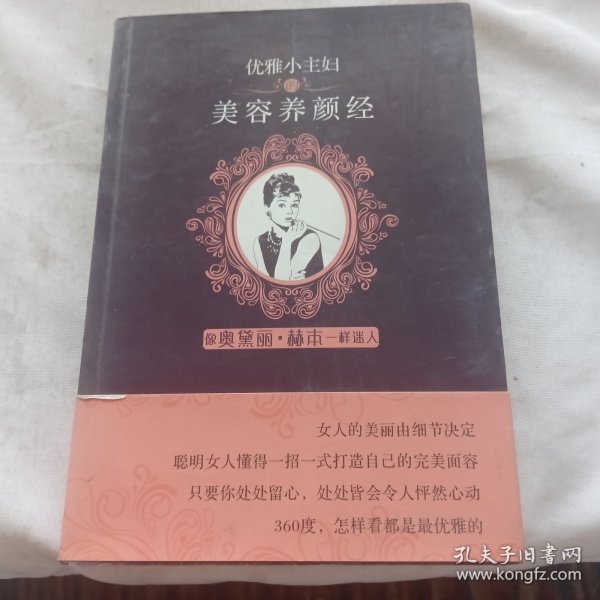 优雅小主妇
的
美容养颜经
像奥黛丽·赫本一样迷人
女人的美丽由细节决定
聪明女人懂得一招一式打造自己的完美面容
只要你处处留心，处处皆会令人怦然心动
360度，怎样看都是最优雅的
孔夫子旧书网
www.kongfz.com